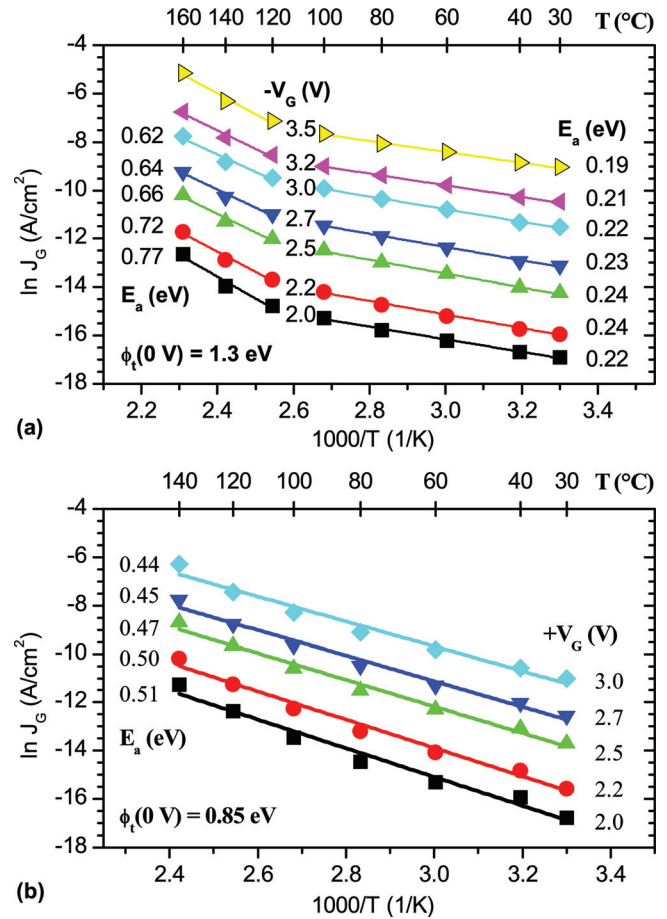 160 140 120 100 80 60 40 30 T (°C)
-4
-6
-8
-10
-12
-14
-16
-18
ln J_G (A/cm²)
-V_G (V)
3.5
3.2
3.0
2.7
2.5
2.2
2.0
0.62
0.64
0.66
0.72
0.77
E_a (eV)
E_a (eV)
0.19
0.21
0.22
0.23
0.24
0.24
0.22
ϕ_t(0 V) = 1.3 eV
2.2 2.4 2.6 2.8 3.0 3.2 3.4
(a)
1000/T (1/K)
140 120 100 80 60 40 30 T (°C)
-4
-6
-8
-10
-12
-14
-16
-18
ln J_G (A/cm²)
0.44
0.45
0.47
0.50
0.51
E_a (eV)
+V_G (V)
3.0
2.7
2.5
2.2
2.0
ϕ_t(0 V) = 0.85 eV
2.4 2.6 2.8 3.0 3.2 3.4
(b)
1000/T (1/K)